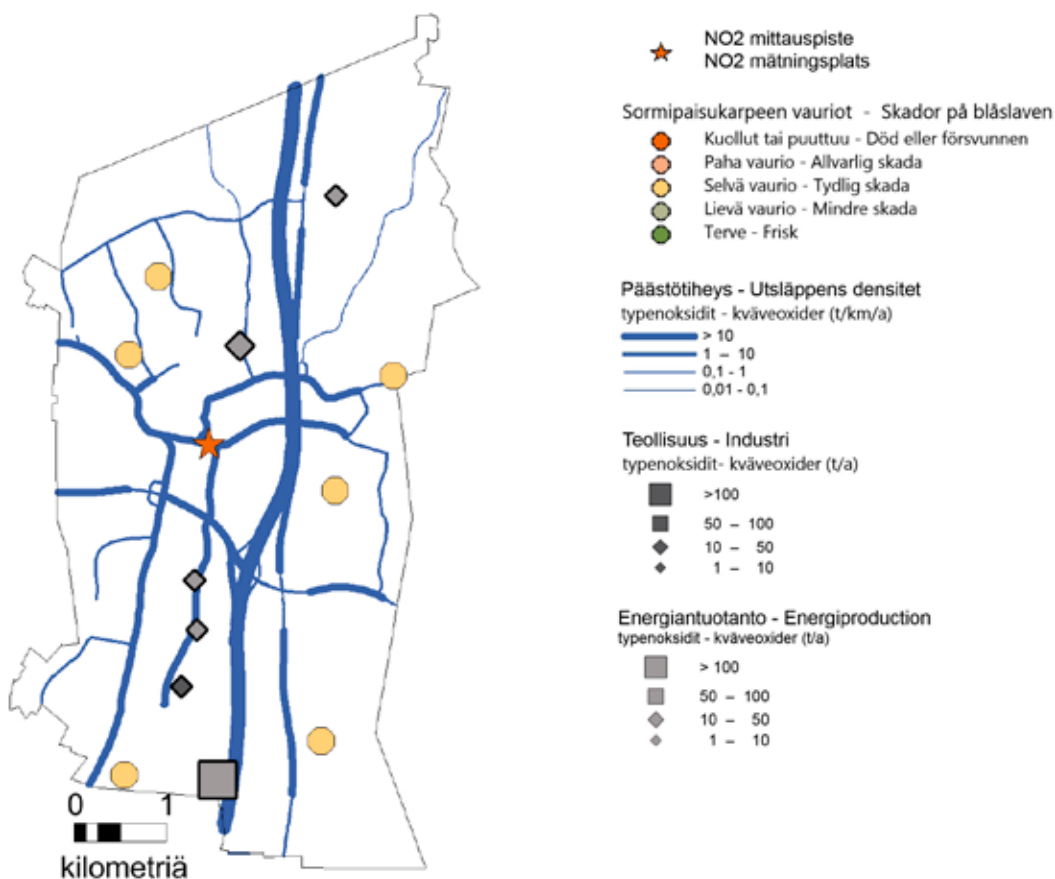 NO2 mittauspiste
NO2 mätningsplats
Sormipaisukarpeen vauriot - Skador på blåslaven
Kuollut tai puuttuu - Död eller försvunnen
Paha vaurio - Allvarlig skada
Selvä vaurio - Tydlig skada
Lievä vaurio - Mindre skada
Terve - Frisk
Päästötiheys - Utsläppens densitet
typenoksidit - kväveoxider (t/km/a)
> 10
1 – 10
0,1 - 1
0,01 - 0,1
Teollisuus - Industri
typenoksidit- kväveoxider (t/a)
>100
50 – 100
10 – 50
1 – 10
Energiantuotanto - Energiproduction
typenoksidit - kväveoxider (t/a)
> 100
50 – 100
10 – 50
1 – 10
0 1
kilometriä